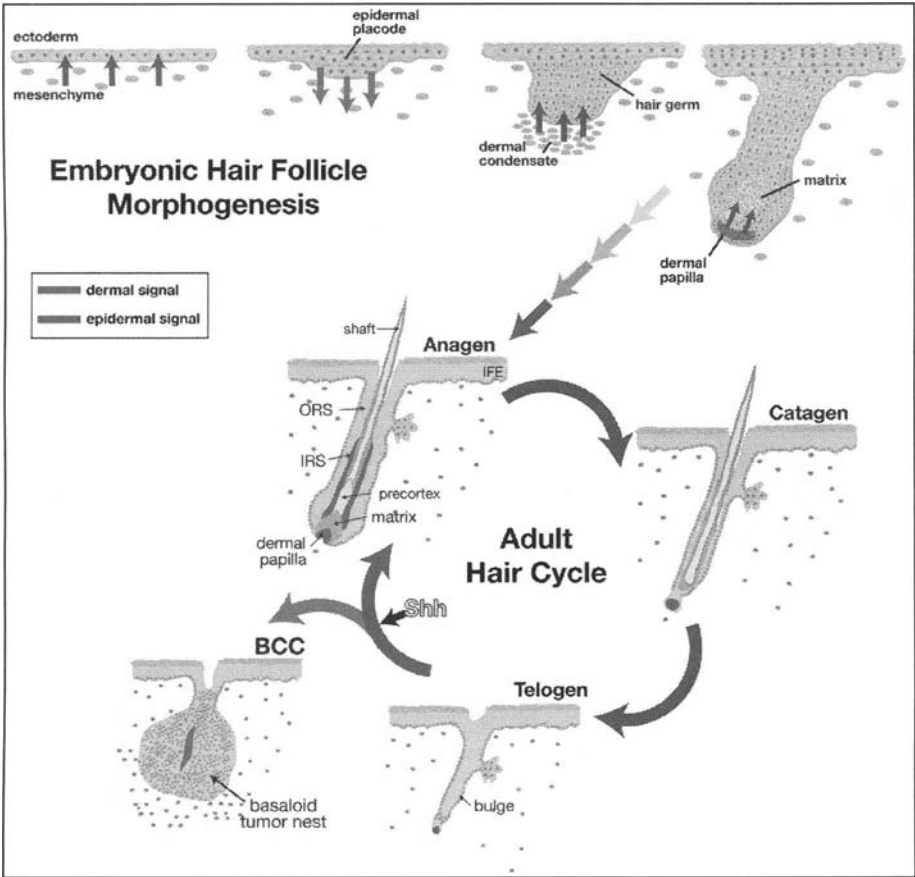 ectoderm
mesenchyme
epidermal
placode
hair germ
dermal
condensate
matrix
dermal
papilla
Embryonic Hair Follicle
Morphogenesis
dermal signal
epidermal signal
shaft
Anagen
IFE
ORS
IRS
precortex
matrix
dermal
papilla
Catagen
Adult
Hair Cycle
Shh
BCC
basaloid
tumor nest
Telogen
bulge